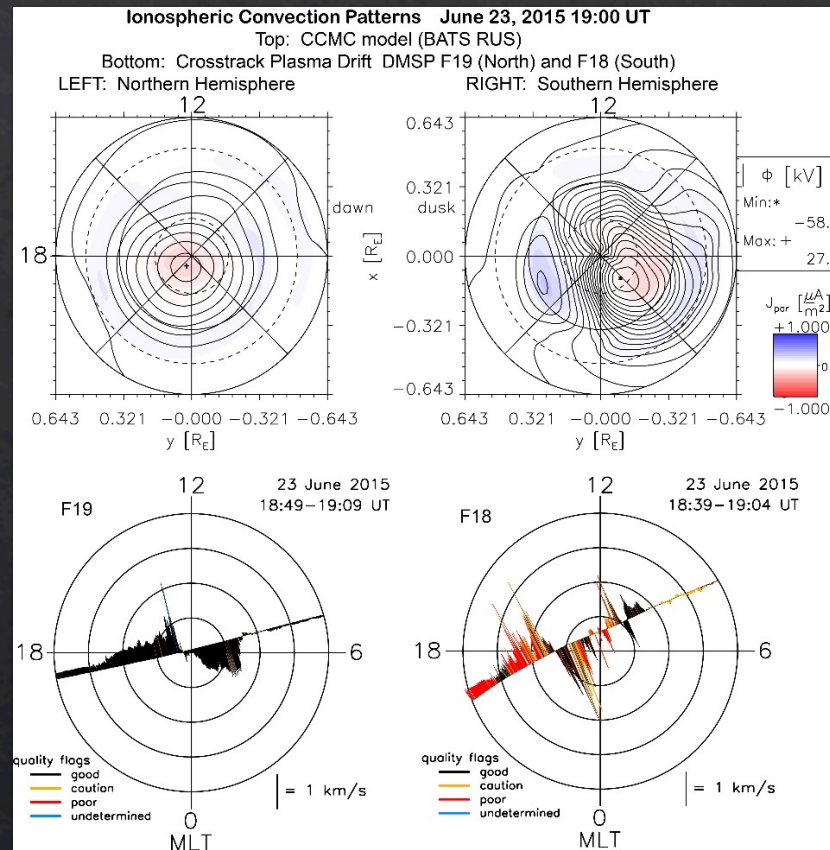 Ionospheric Convection Patterns June 23, 2015 19:00 UT
Top: CCMC model (BATS RUS)
Bottom: Crosstrack Plasma Drift DMSP F19 (North) and F18 (South)
LEFT: Northern Hemisphere RIGHT: Southern Hemisphere
12 12
0.643
0.321
0.000
-0.321
-0.643
dawn dusk
18
x [RE]
Φ [kV]
Min:*
-58.
Max: +
27.
Jpar [μA/m2]
+1.000
0
-1.000
0.643 0.321 -0.000 -0.321 -0.643
y [RE]
0.643 0.321 -0.000 -0.321 -0.643
y [RE]
12
23 June 2015
18:49-19:09 UT
F19
18
0
MLT
quality flags
good
caution
poor
undetermined
= 1 km/s
12
23 June 2015
18:39-19:04 UT
F18
18 6
0
MLT
quality flags
good
caution
poor
undetermined
= 1 km/s